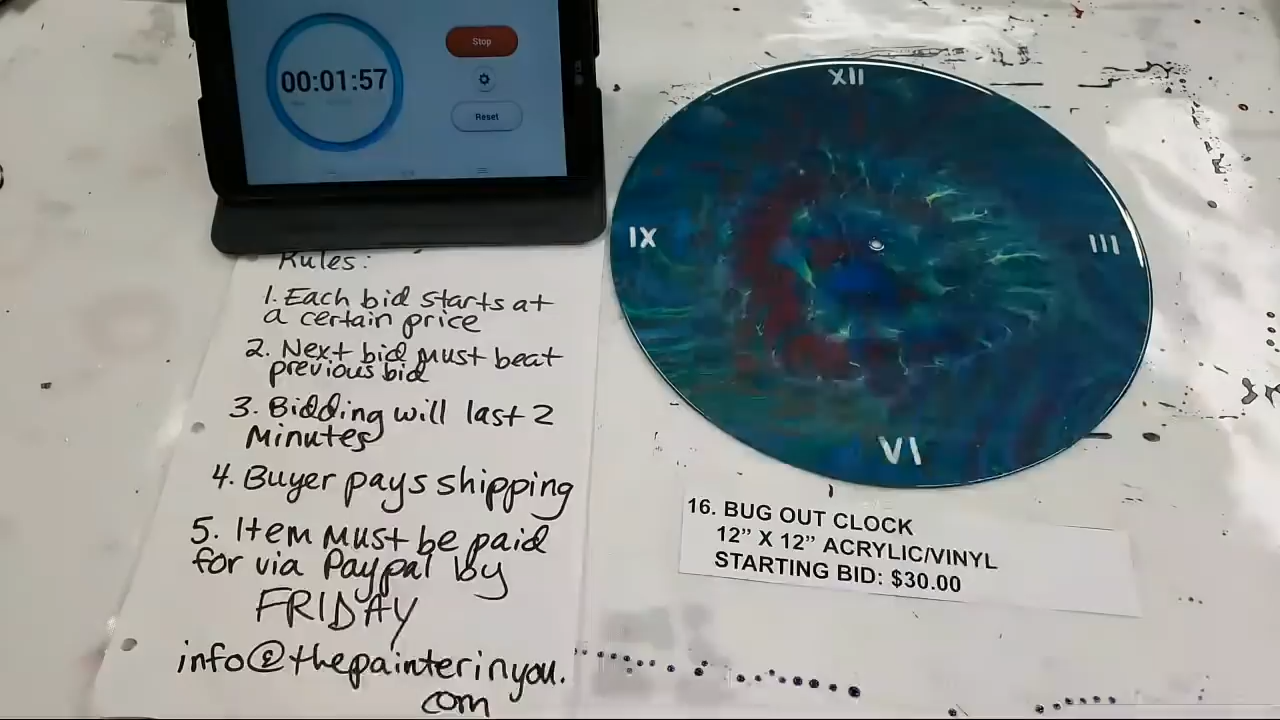 00:01:57
Stop
Reset
Rules:
1. Each bid starts at
a certain price
2. Next bid must beat
previous bid
3. Bidding will last 2
Minutes
4. Buyer pays shipping
5. Item must be paid
for via Paypal by
FRIDAY
info@thepainterinyou.
com
XII
IX
III
VI
16. BUG OUT CLOCK
12" X 12" ACRYLIC/VINYL
STARTING BID: $30.00